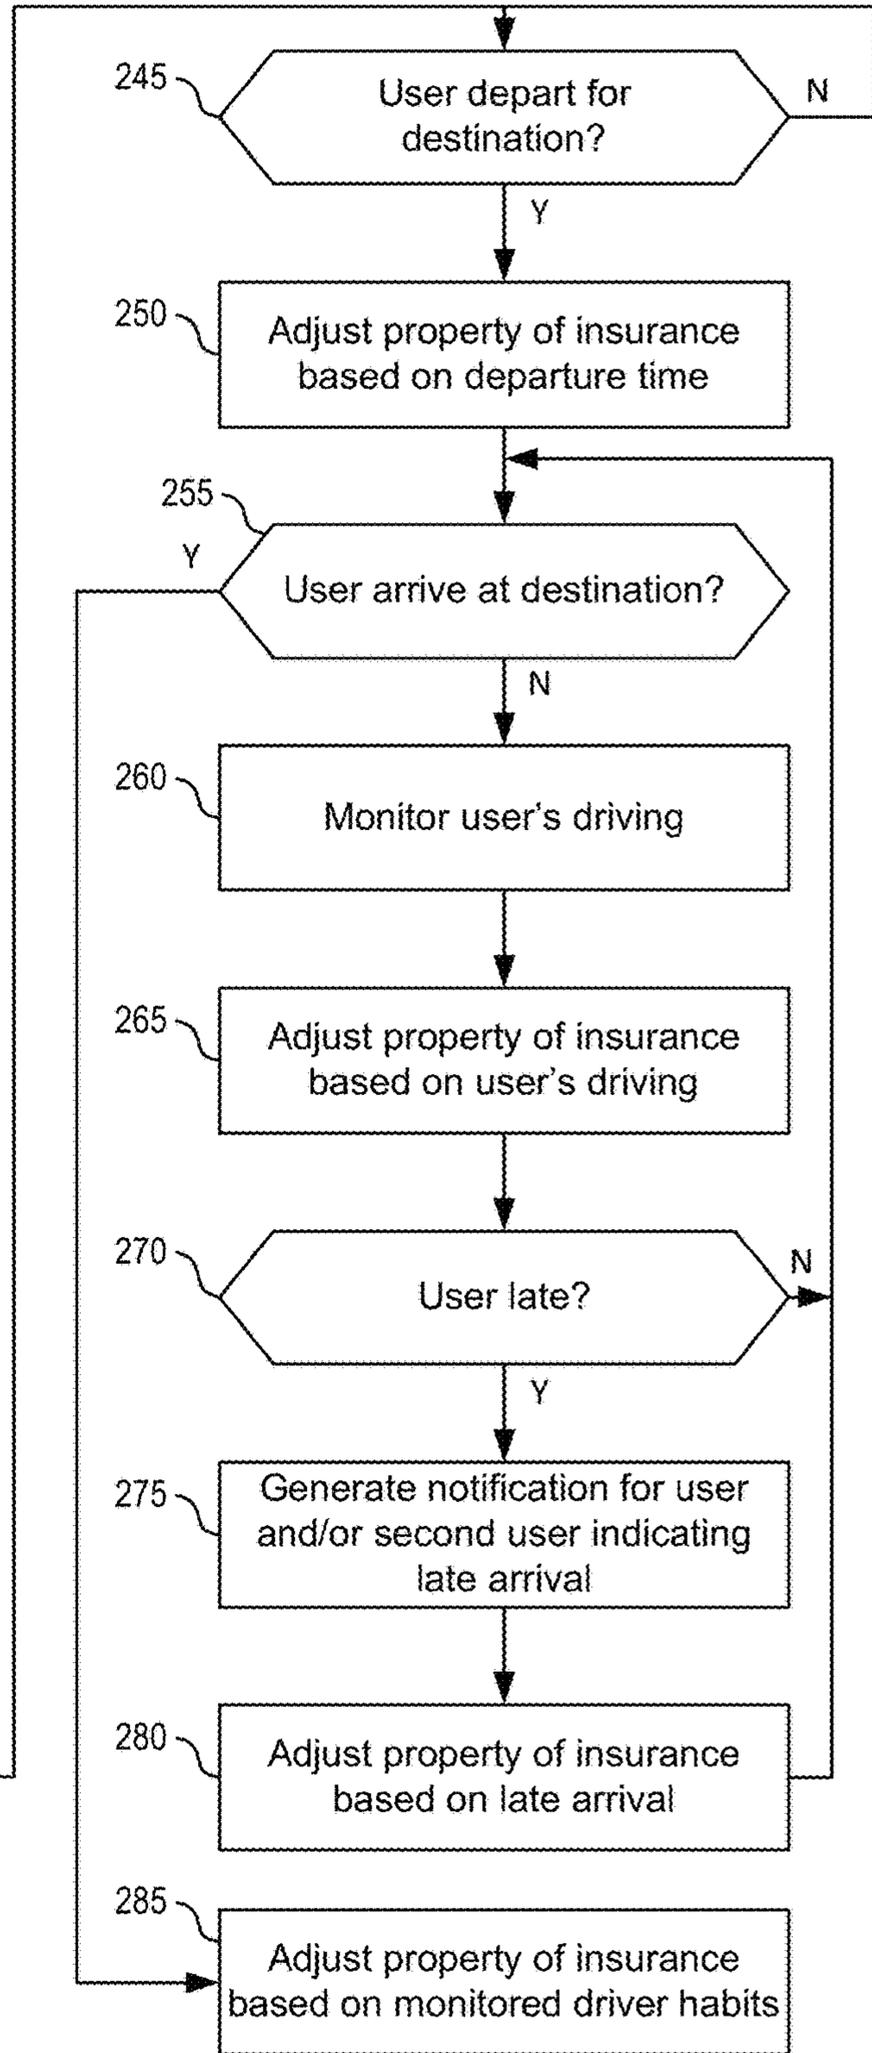 245
User depart for
destination?
N
Y
250
Adjust property of insurance
based on departure time
255
Y
User arrive at destination?
N
260
Monitor user's driving
265
Adjust property of insurance
based on user's driving
270
User late?
N
Y
275
Generate notification for user
and/or second user indicating
late arrival
280
Adjust property of insurance
based on late arrival
285
Adjust property of insurance
based on monitored driver habits